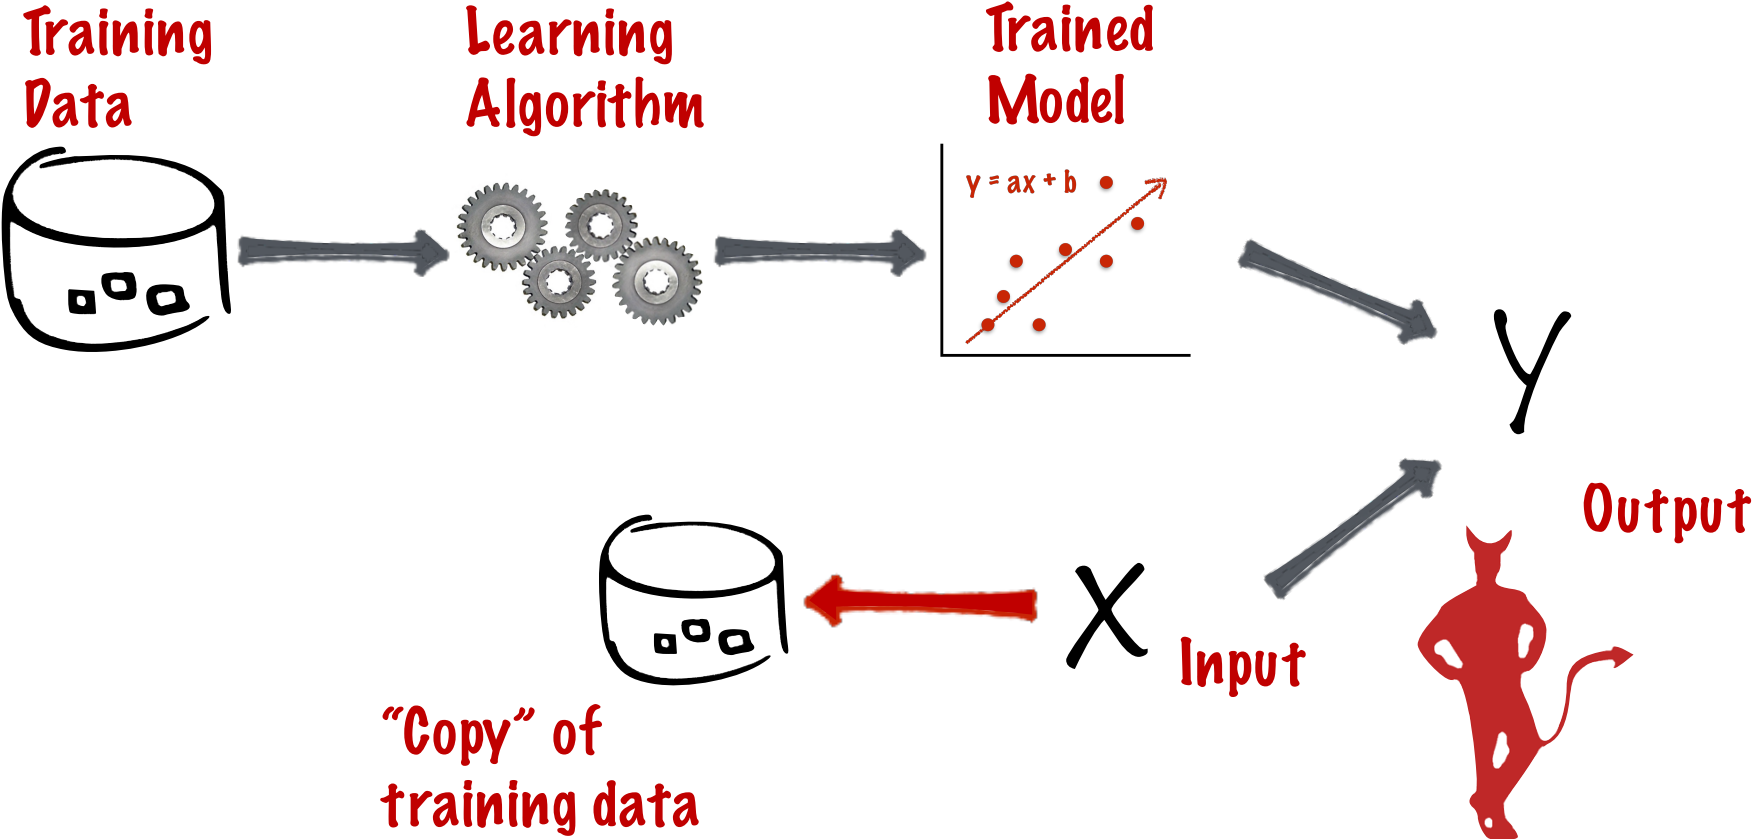 Training
Data
Learning
Algorithm
Trained
Model
y = ax + b
Y
Output
X
Input
“Copy” of
training data